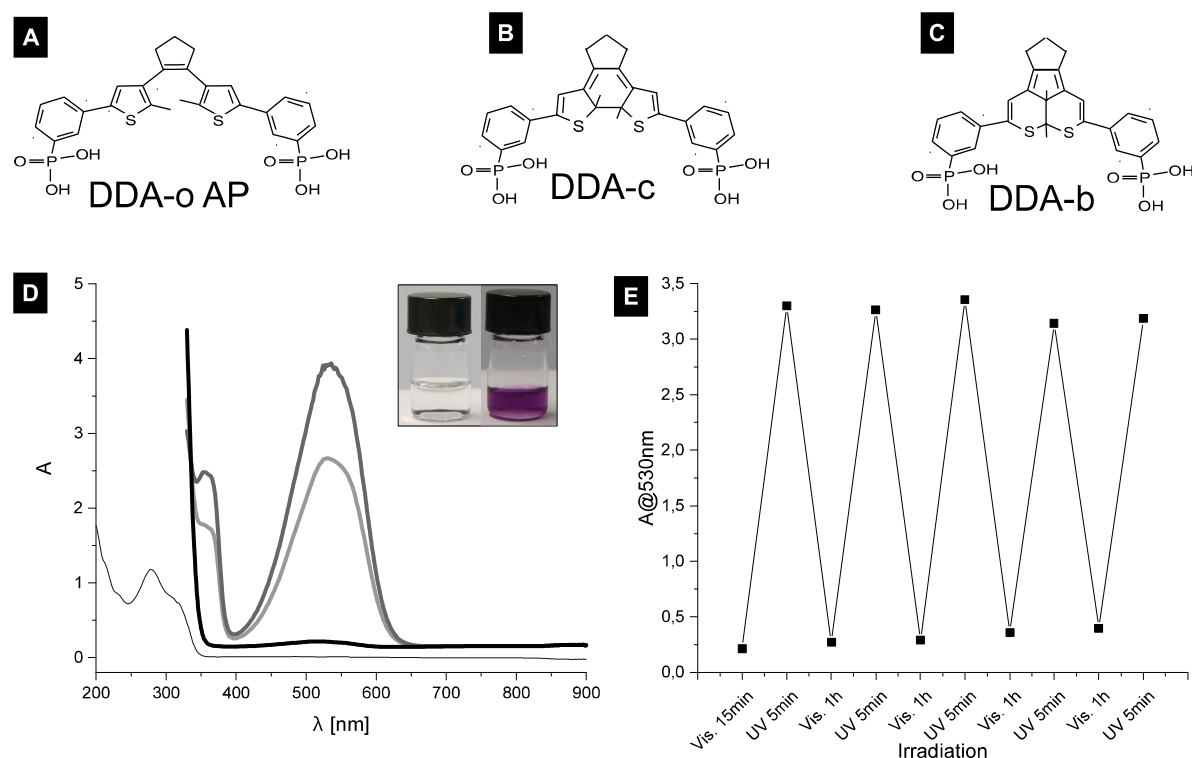 A
B
C
S
S
S
S
S
S
O
P
OH
OH
O
P
OH
OH
O
P
OH
OH
O
P
OH
OH
O
P
OH
OH
O
P
OH
OH
DDA-o AP
DDA-c
DDA-b
D
5
4
3
2
1
0
A
200 300 400 500 600 700 800 900
λ [nm]
E
3,5
3,0
2,5
2,0
1,5
1,0
0,5
0,0
A@530nm
Vis. 15min
UV 5min
Vis. 1h
UV 5min
Vis. 1h
UV 5min
Vis. 1h
UV 5min
Vis. 1h
UV 5min
Irradiation